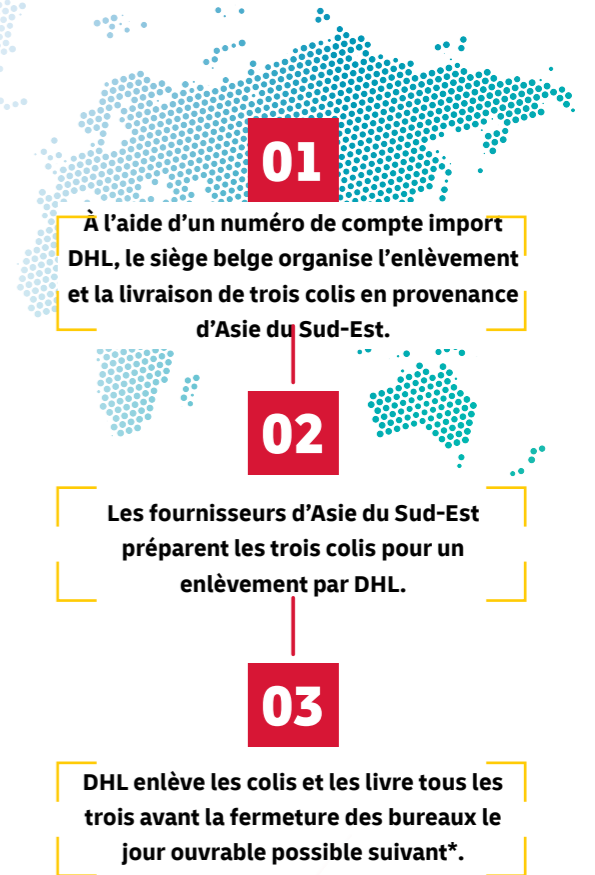 01
À l’aide d’un numéro de compte import
DHL, le siège belge organise l’enlèvement
et la livraison de trois colis en provenance
d’Asie du Sud-Est.
02
Les fournisseurs d’Asie du Sud-Est
préparent les trois colis pour un
enlèvement par DHL.
03
DHL enlève les colis et les livre tous les
trois avant la fermeture des bureaux le
jour ouvrable possible suivant*.